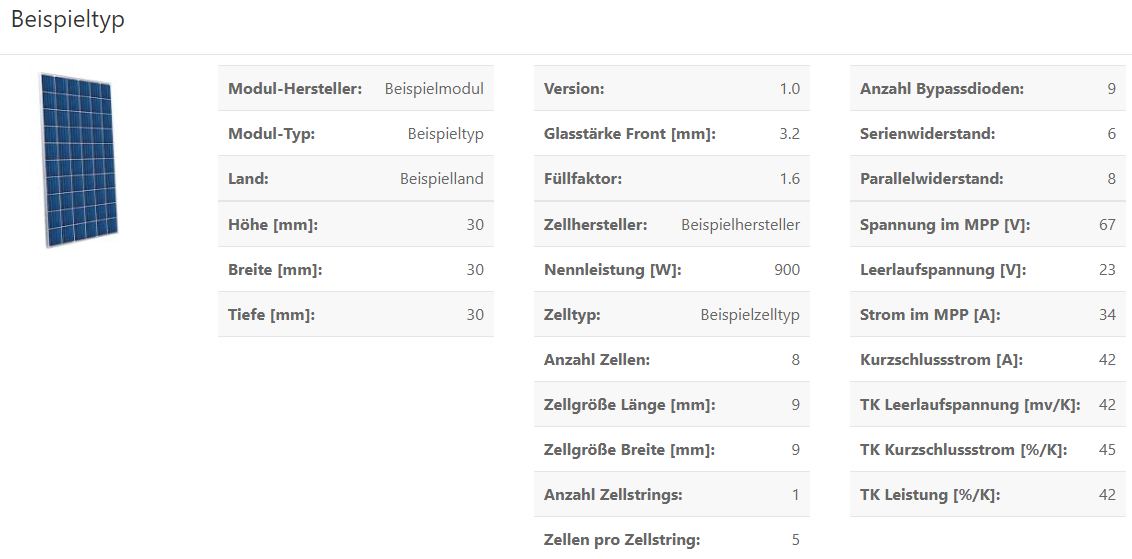 Beispieltyp
Modul-Hersteller: Beispielmodul
Modul-Typ: Beispieltyp
Land: Beispielland
Höhe [mm]: 30
Breite [mm]: 30
Tiefe [mm]: 30
Version: 1.0
Glasstärke Front [mm]: 3.2
Füllfaktor: 1.6
Zellhersteller: Beispielhersteller
Nennleistung [W]: 900
Zelltyp: Beispielzelltyp
Anzahl Zellen: 8
Zellgröße Länge [mm]: 9
Zellgröße Breite [mm]: 9
Anzahl Zellstrings: 1
Zellen pro Zellstring: 5
Anzahl Bypassdioden: 9
Serienwiderstand: 6
Parallelwiderstand: 8
Spannung im MPP [V]: 67
Leerlaufspannung [V]: 23
Strom im MPP [A]: 34
Kurzschlussstrom [A]: 42
TK Leerlaufspannung [mv/K]: 42
TK Kurzschlussstrom [%/K]: 45
TK Leistung [%/K]: 42